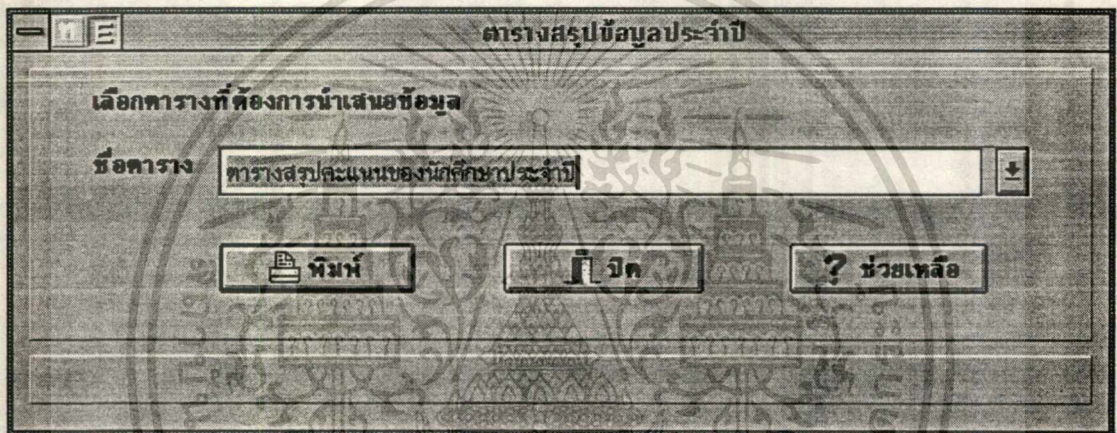 ท E ตารางสรุปข้อมูลประจำปี
เลือกตารางที่ต้องการนำเสนอข้อมูล
ชื่อตาราง ตารางสรุปคะแนนของนักศึกษาประจำปี
พิมพ์ ปิด ? ช่วยเหลือ